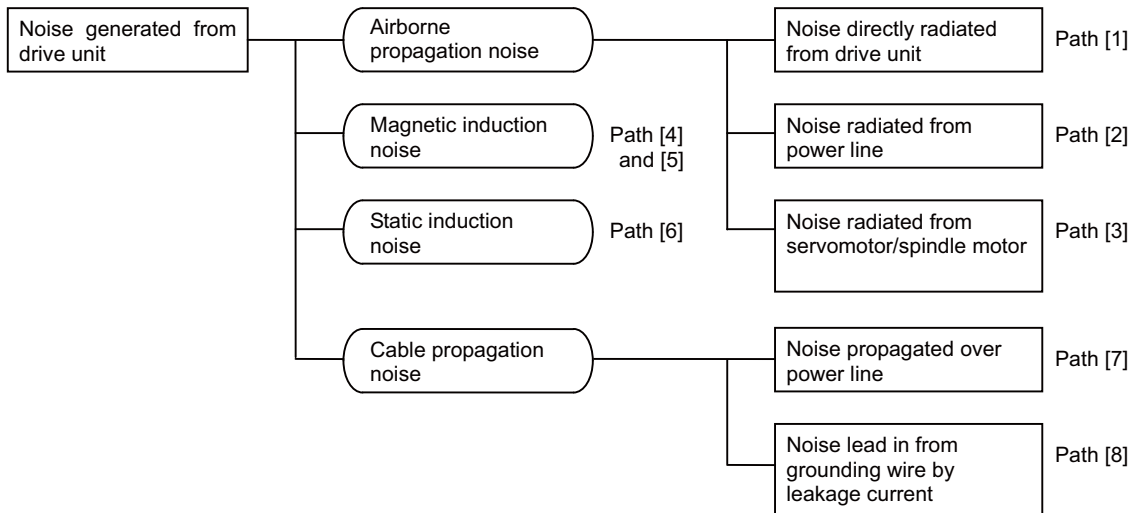 Noise generated from
drive unit
Airborne
propagation noise
Noise directly radiated
from drive unit
Path [1]
Magnetic induction
noise
Path [4]
and [5]
Noise radiated from
power line
Path [2]
Static induction
noise
Path [6]
Noise radiated from
servomotor/spindle motor
Path [3]
Cable propagation
noise
Noise propagated over
power line
Path [7]
Noise lead in from
grounding wire by
leakage current
Path [8]